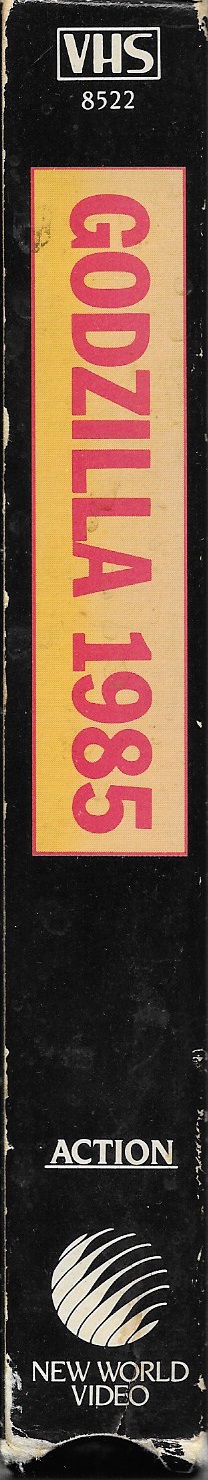 VHS
8522
GODZILLA 1985
ACTION
NEW WORLD
VIDEO